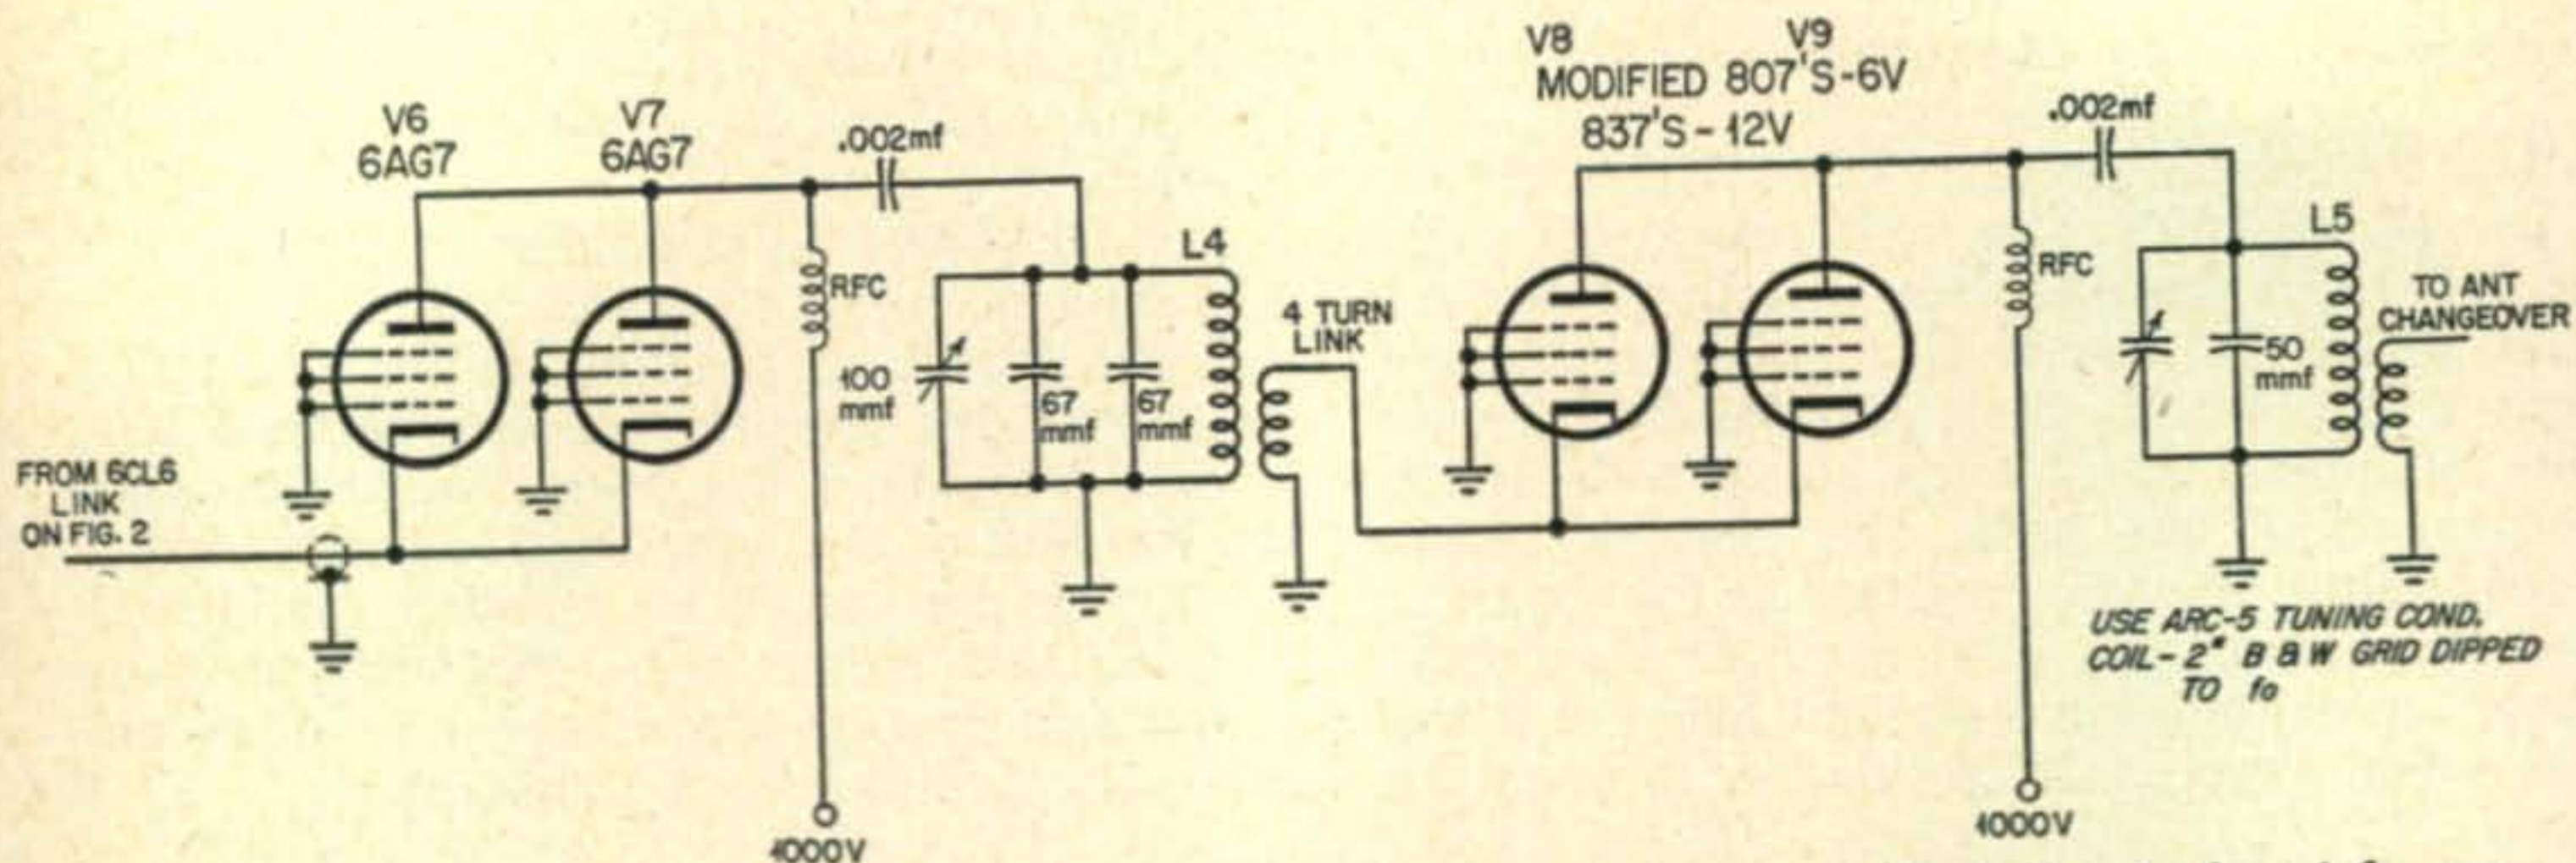 V6
6AG7
V7
6AG7
.002mf
RFC
100
mmf
67
mmf
67
mmf
L4
4 TURN
LINK
FROM 6CL6
LINK
ON FIG. 2
1000V
V8
V9
MODIFIED 807'S-6V
837'S-12V
.002mf
RFC
50
mmf
L5
TO ANT
CHANGEOVER
USE ARC-5 TUNING COND.
COIL-2" B & W GRID DIPPED
TO fo
1000V